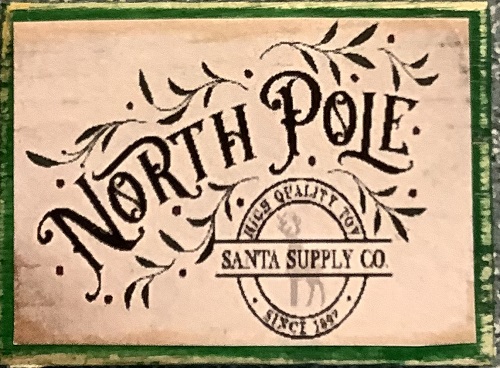 NORTH POLE
HIGH QUALITY TOY
SANTA SUPPLY CO.
SINCE